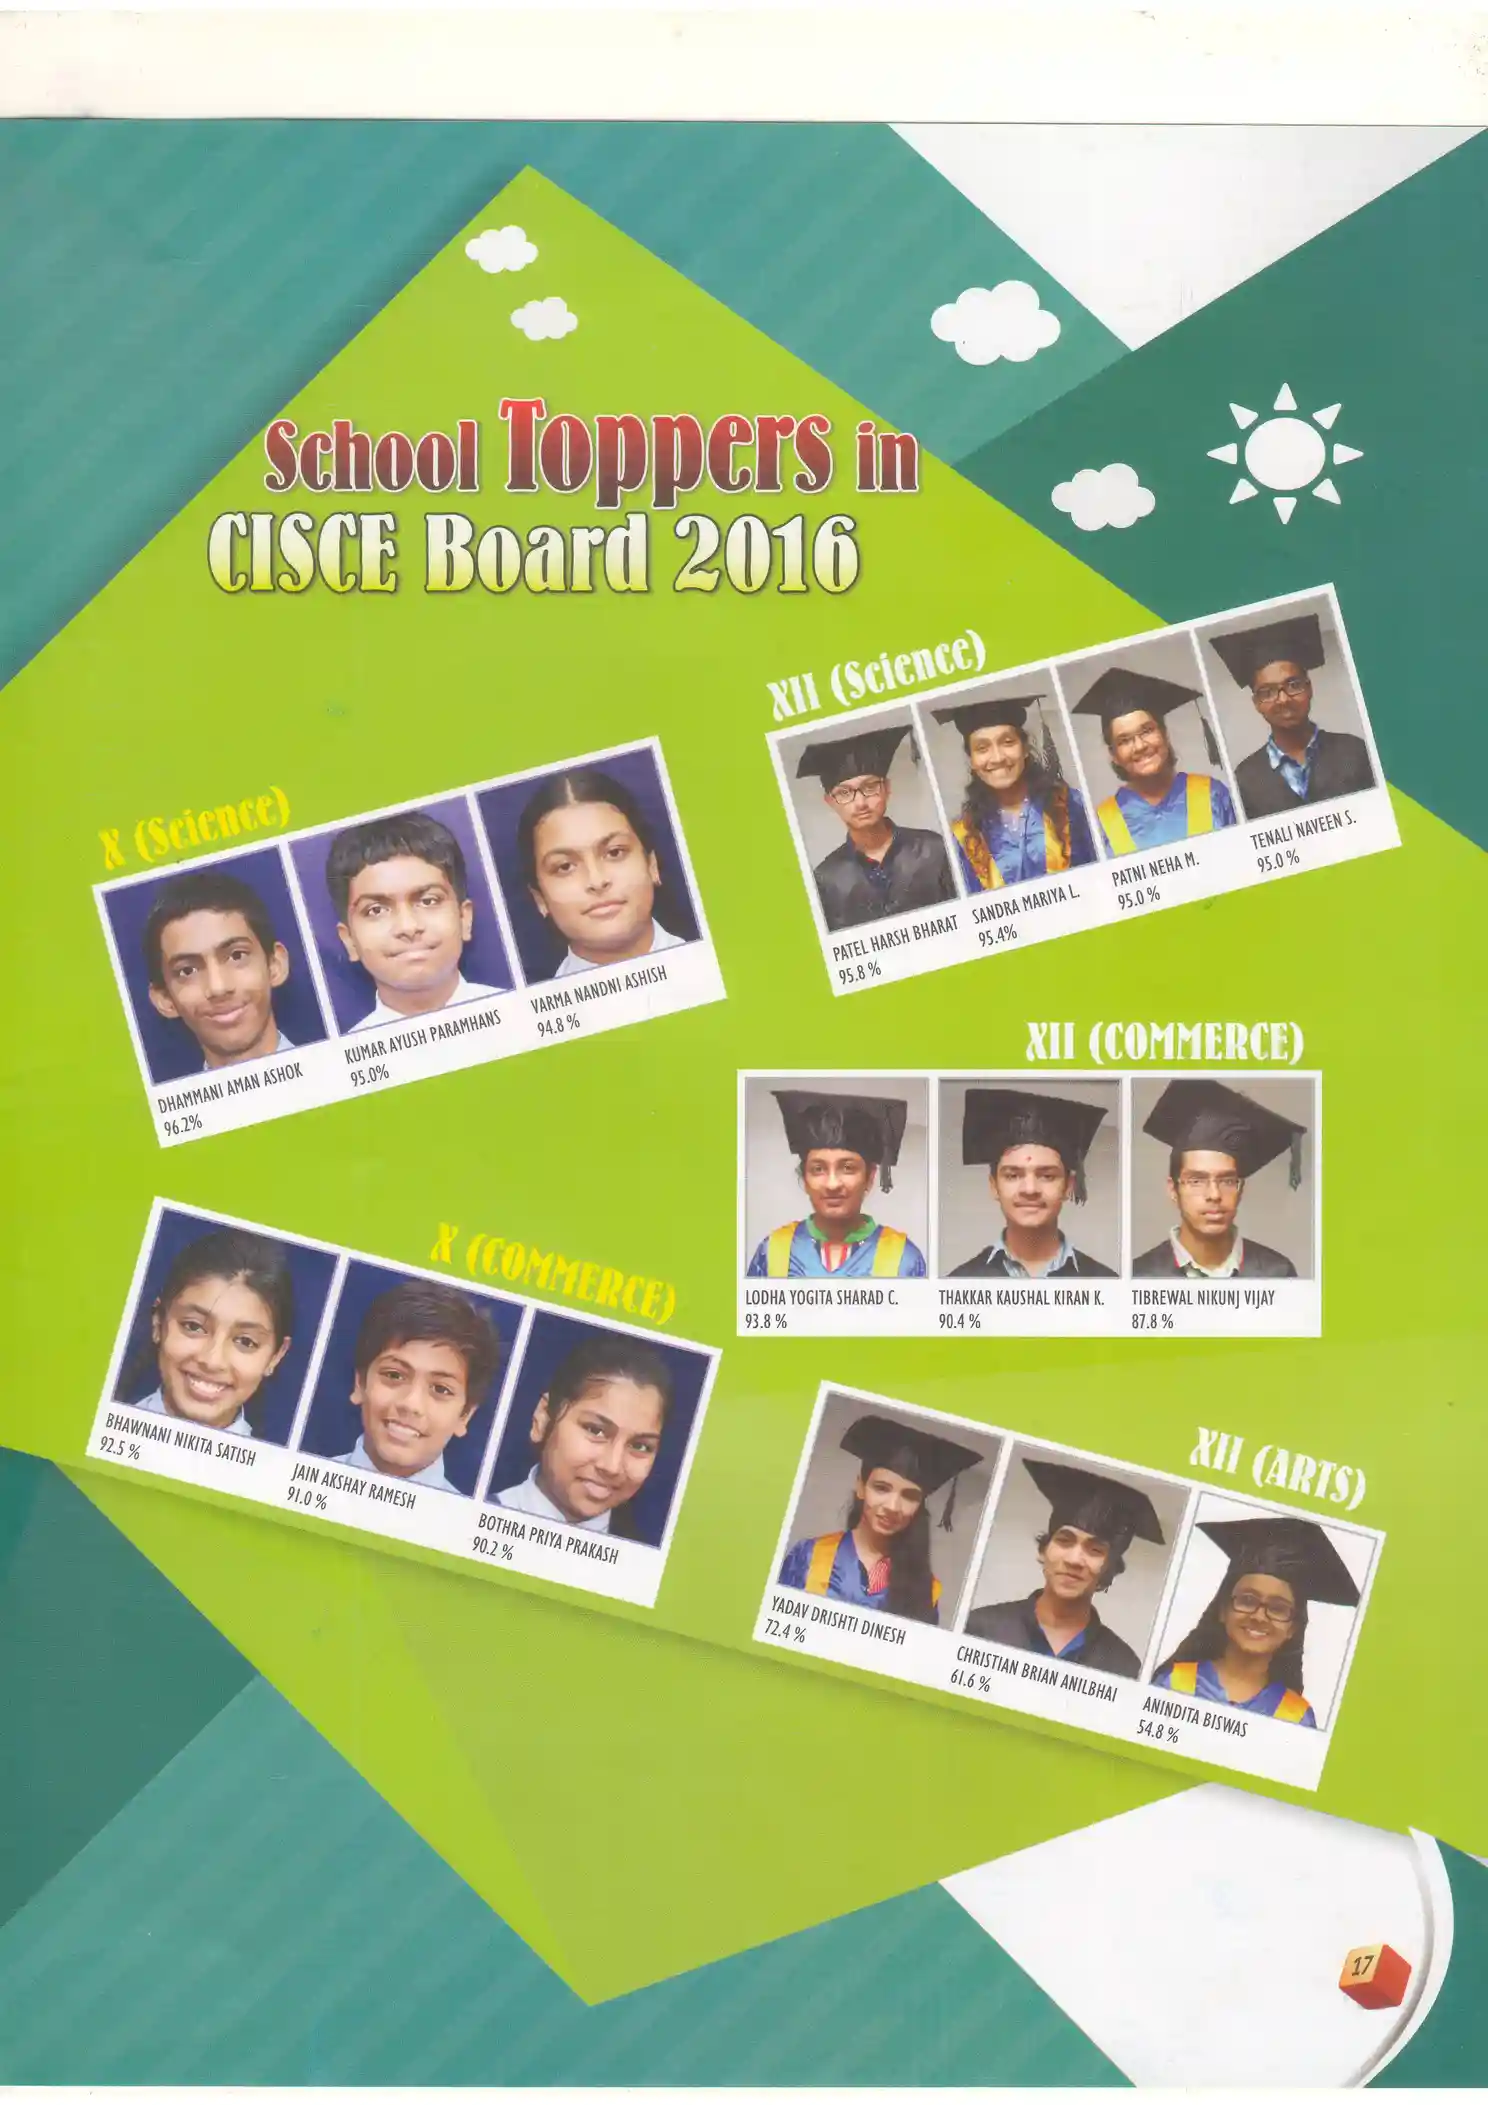 School Toppers in
CISCE Board 2016
X (Science)
DHAMMANI AMAN ASHOK
96.2%
KUMAR AYUSH PARAMHANS
95.0%
VARMA NANDNI ASHISH
94.8 %
XII (Science)
PATEL HARSH BHARAT
95.8 %
SANDRA MARIYA L.
95.4%
PATNI NEHA M.
95.0 %
TENALI NAVEEN S.
95.0 %
XII (COMMERCE)
LODHA YOGITA SHARAD C.
93.8 %
THAKKAR KAUSHAL KIRAN K.
90.4 %
TIBREWAL NIKUNJ VIJAY
87.8 %
X (COMMERCE)
BHAWNANI NIKITA SATISH
92.5 %
JAIN AKSHAY RAMESH
91.0 %
BOTHRA PRIYA PRAKASH
90.2 %
XII (ARTS)
YADAV DRISHTI DINESH
72.4 %
CHRISTIAN BRIAN ANILBHAI
61.6 %
ANINDITA BISWAS
54.8 %
17